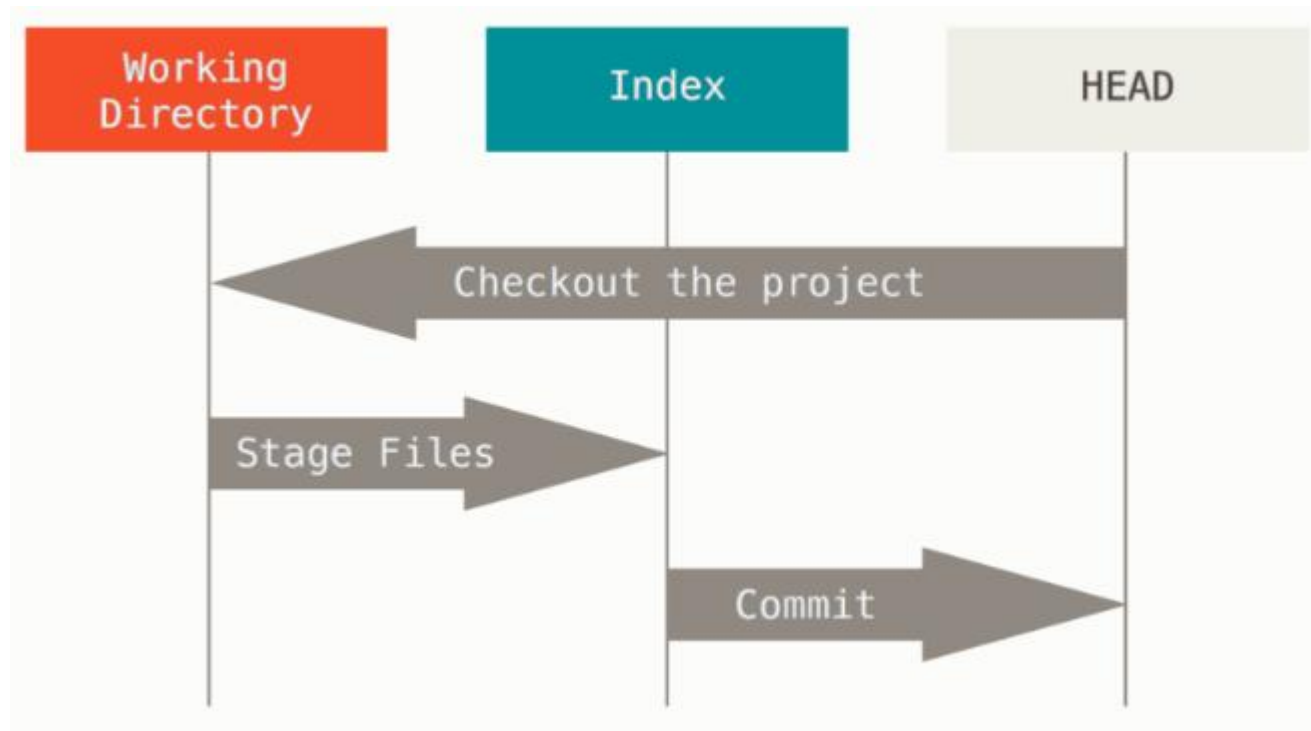 Working
Directory
Index
HEAD
Checkout the project
Stage Files
Commit